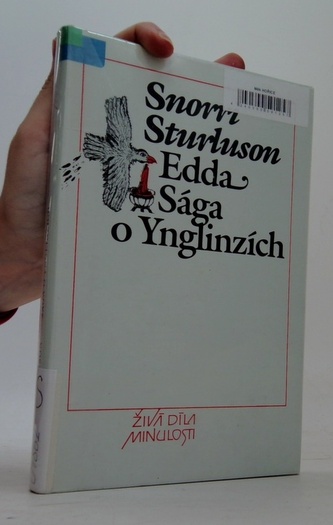 Snorri
Sturluson
Edda
Sága
o Ynglinzích
ŽIVÁ DÍLA
MINULOSTI